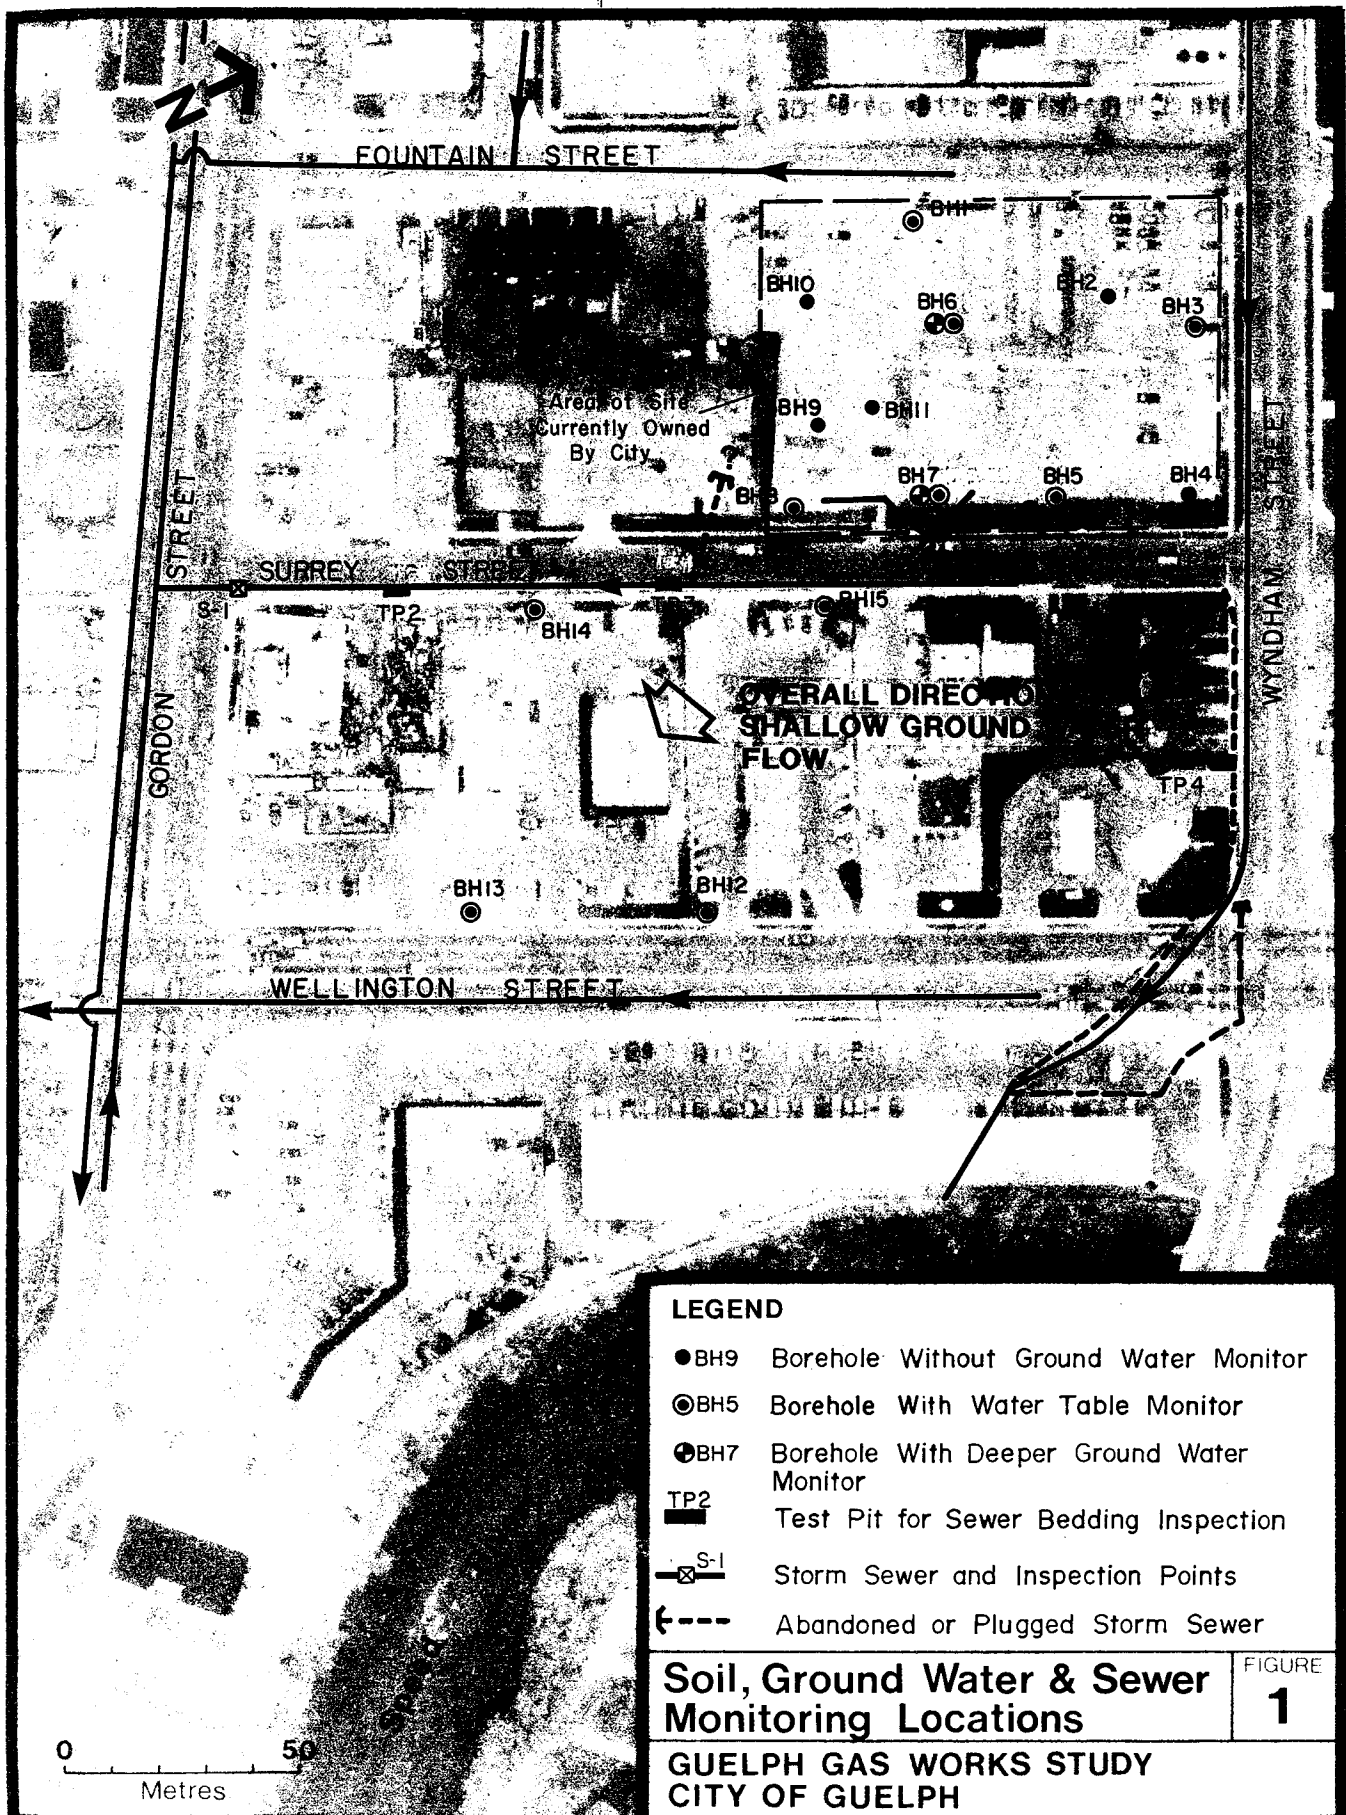 N
FOUNTAIN STREET
BH1
BH10
BH2
BH6
BH3
Area of Site
Currently Owned
By City
BH9
BH11
?
BH8
BH7
BH5
BH4
STREET
WYNDHAM STREET
SURREY STREET
S-1
TP2
TP3
BH14
BH15
GORDON
OVERALL DIRECTIO
SHALLOW GROUND
FLOW
TP4
BH13
BH12
WELLINGTON STREET
LEGEND
BH9 Borehole Without Ground Water Monitor
BH5 Borehole With Water Table Monitor
BH7 Borehole With Deeper Ground Water
Monitor
TP2
Test Pit for Sewer Bedding Inspection
S-1
Storm Sewer and Inspection Points
Abandoned or Plugged Storm Sewer
Speed
Soil, Ground Water & Sewer
Monitoring Locations
FIGURE
1
GUELPH GAS WORKS STUDY
CITY OF GUELPH
0 50
Metres